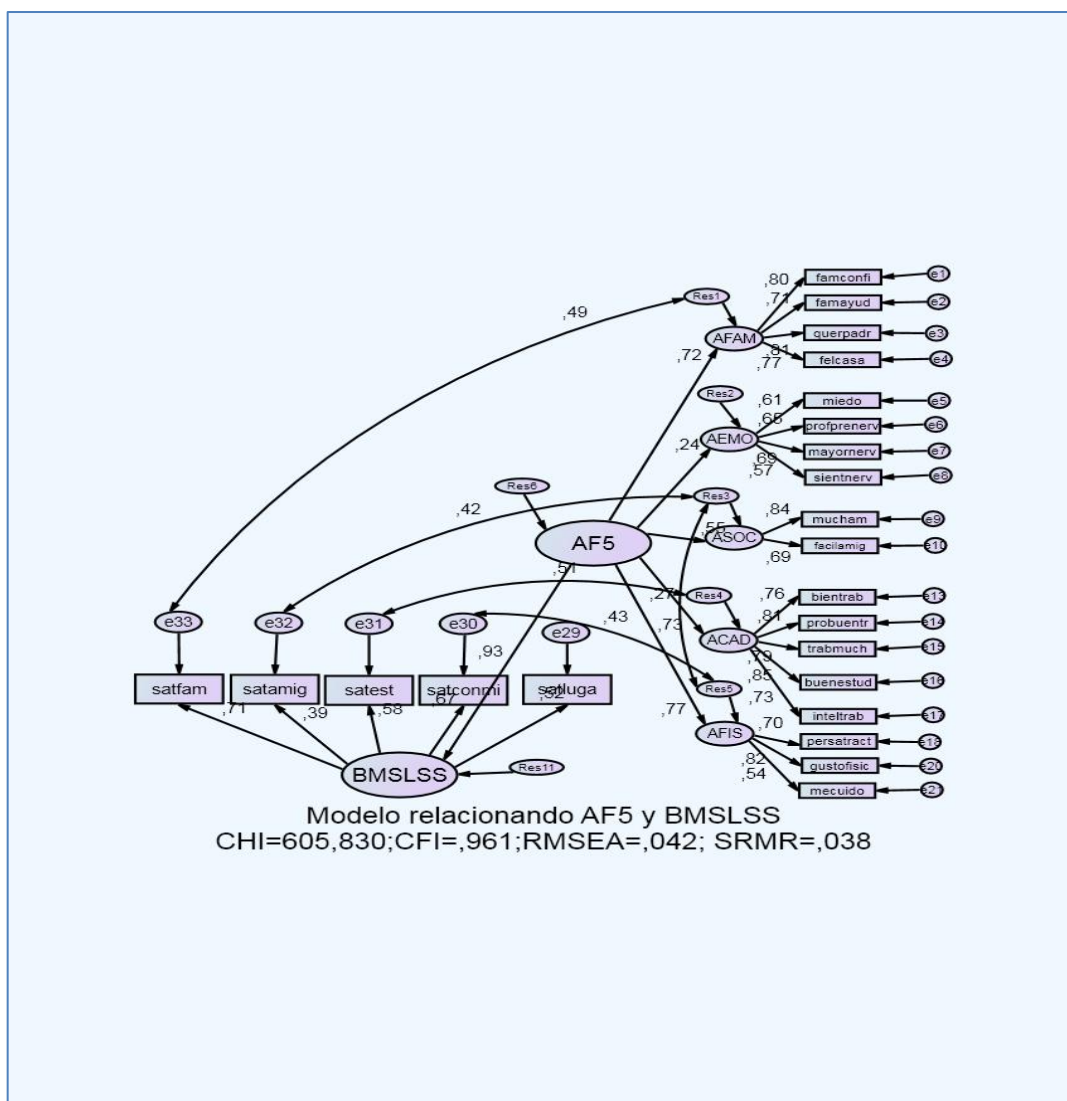 ,80
famconfi
e1
Res1
,71
famayud
e2
,49
AFAM
querpadr
e3
,72
,81
felcasa
e4
,77
Res2
,61
miedo
e5
,65
profprenerv
e6
AEMO
,24
mayornerv
e7
,69
,57
sientnerv
e8
Res6
Res3
,42
,84
mucham
e9
AF5
,55
ASOC
facilamig
e10
,69
,51
,27
Res4
,76
bientrab
e13
e33
e32
e31
e30
e29
,43
,73
,81
probuentr
e14
ACAD
,93
trabmuch
e15
,79
,85
buenestud
e16
satfam
satamig
satest
satconmi
satluga
,67
,52
Res5
,73
,71
,39
,58
,77
inteltrab
e17
,70
AFIS
persatract
e18
,82
gustofisic
e20
BMSLSS
Res11
,54
mecuido
e21
Modelo relacionando AF5 y BMSLSS
CHI=605,830;CFI=,961;RMSEA=,042; SRMR=,038